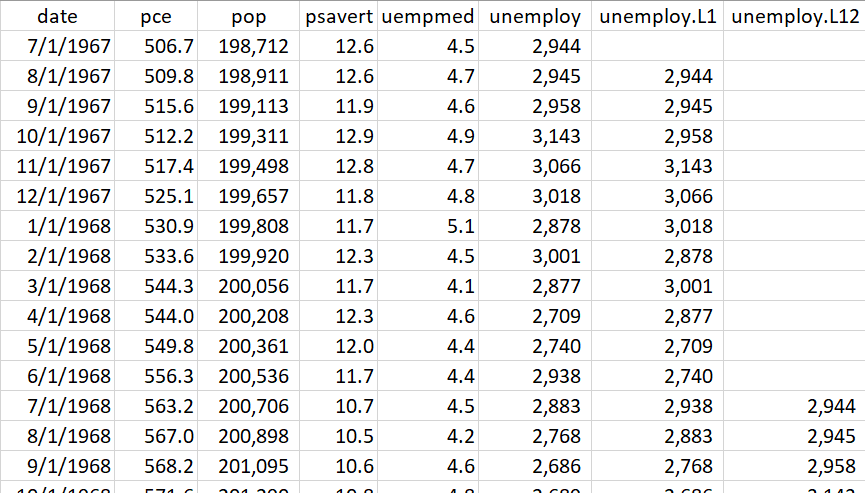 date pce pop psavert uempmed unemploy unemploy.L1 unemploy.L12
7/1/1967 506.7 198,712 12.6 4.5 2,944
8/1/1967 509.8 198,911 12.6 4.7 2,945 2,944
9/1/1967 515.6 199,113 11.9 4.6 2,958 2,945
10/1/1967 512.2 199,311 12.9 4.9 3,143 2,958
11/1/1967 517.4 199,498 12.8 4.7 3,066 3,143
12/1/1967 525.1 199,657 11.8 4.8 3,018 3,066
1/1/1968 530.9 199,808 11.7 5.1 2,878 3,018
2/1/1968 533.6 199,920 12.3 4.5 3,001 2,878
3/1/1968 544.3 200,056 11.7 4.1 2,877 3,001
4/1/1968 544.0 200,208 12.3 4.6 2,709 2,877
5/1/1968 549.8 200,361 12.0 4.4 2,740 2,709
6/1/1968 556.3 200,536 11.7 4.4 2,938 2,740
7/1/1968 563.2 200,706 10.7 4.5 2,883 2,938 2,944
8/1/1968 567.0 200,898 10.5 4.2 2,768 2,883 2,945
9/1/1968 568.2 201,095 10.6 4.6 2,686 2,768 2,958